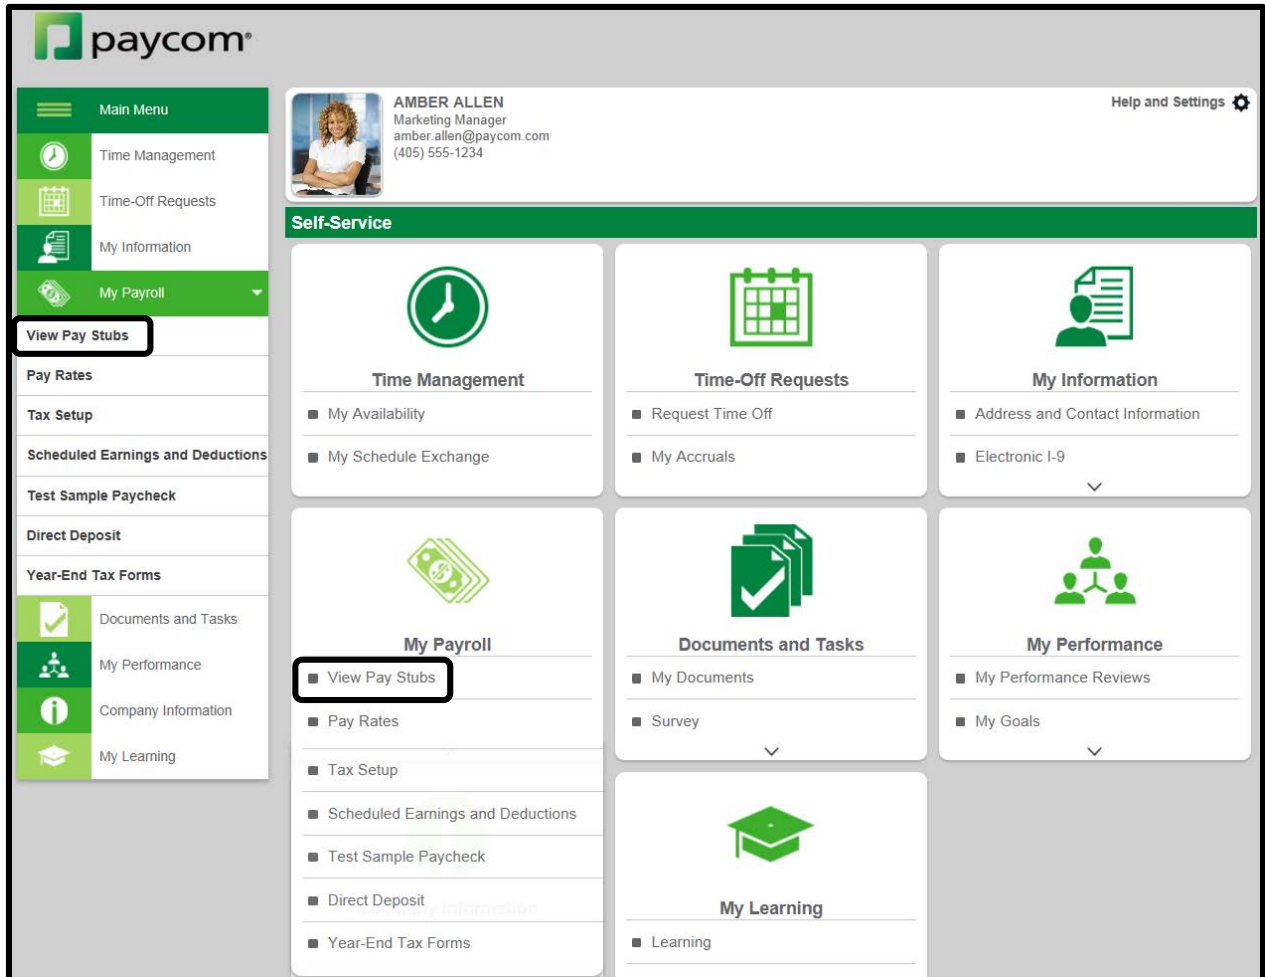 paycom®
Main Menu
Time Management
Time-Off Requests
My Information
My Payroll
View Pay Stubs
Pay Rates
Tax Setup
Scheduled Earnings and Deductions
Test Sample Paycheck
Direct Deposit
Year-End Tax Forms
Documents and Tasks
My Performance
Company Information
My Learning
AMBER ALLEN
Marketing Manager
amber.allen@paycom.com
(405) 555-1234
Help and Settings
Self-Service
Time Management
My Availability
My Schedule Exchange
Time-Off Requests
Request Time Off
My Accruals
My Information
Address and Contact Information
Electronic I-9
My Payroll
View Pay Stubs
Pay Rates
Tax Setup
Scheduled Earnings and Deductions
Test Sample Paycheck
Direct Deposit
Company Information
Year-End Tax Forms
Documents and Tasks
My Documents
Survey
My Performance
My Performance Reviews
My Goals
My Learning
Learning